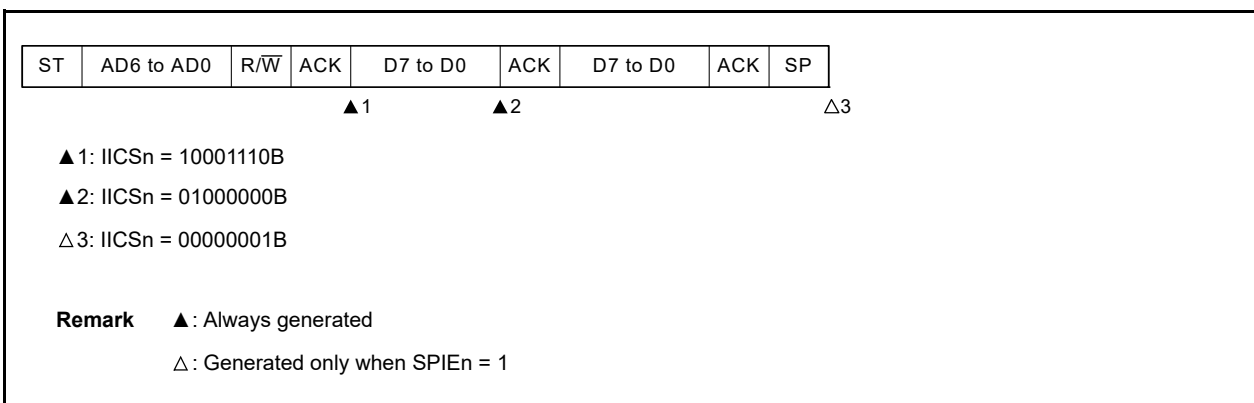 ST AD6 to AD0 R/W̅ ACK D7 to D0 ACK D7 to D0 ACK SP
▲1 ▲2 △3
▲1: IICSn = 10001110B
▲2: IICSn = 01000000B
△3: IICSn = 00000001B
Remark ▲: Always generated
△: Generated only when SPIEn = 1